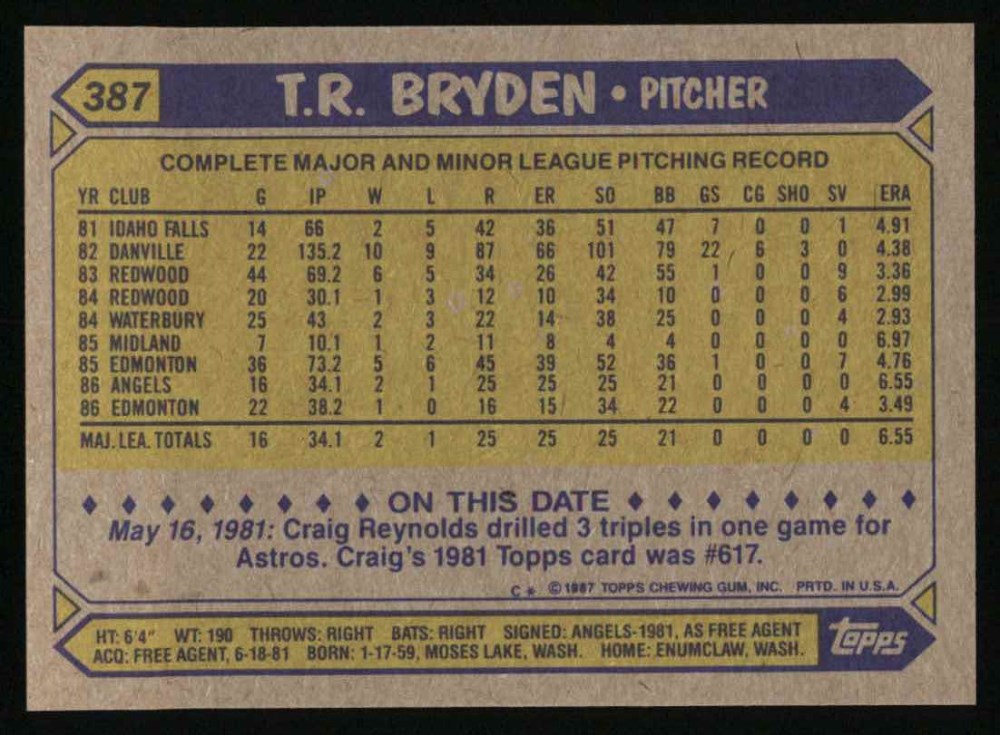 387 T.R. BRYDEN • PITCHER
COMPLETE MAJOR AND MINOR LEAGUE PITCHING RECORD
YR CLUB G IP W L R ER SO BB GS CG SHO SV ERA
81 IDAHO FALLS 14 66 2 5 42 36 51 47 7 0 0 1 4.91
82 DANVILLE 22 135.2 10 9 87 66 101 79 22 6 3 0 4.38
83 REDWOOD 44 69.2 6 5 34 26 42 55 1 0 0 9 3.36
84 REDWOOD 20 30.1 1 3 12 10 34 10 0 0 0 6 2.99
84 WATERBURY 25 43 2 3 22 14 38 25 0 0 0 4 2.93
85 MIDLAND 7 10.1 1 2 11 8 4 4 0 0 0 0 6.97
85 EDMONTON 36 73.2 5 6 45 39 52 36 1 0 0 7 4.76
86 ANGELS 16 34.1 2 1 25 25 25 21 0 0 0 0 6.55
86 EDMONTON 22 38.2 1 0 16 15 34 22 0 0 0 4 3.49
MAJ. LEA. TOTALS 16 34.1 2 1 25 25 25 21 0 0 0 0 6.55
ON THIS DATE
May 16, 1981: Craig Reynolds drilled 3 triples in one game for
Astros. Craig's 1981 Topps card was #617.
C * ©1987 TOPPS CHEWING GUM, INC. PRTD. IN U.S.A.
HT: 6'4" WT: 190 THROWS: RIGHT BATS: RIGHT SIGNED: ANGELS-1981, AS FREE AGENT
ACQ: FREE AGENT, 6-18-81 BORN: 1-17-59, MOSES LAKE, WASH. HOME: ENUMCLAW, WASH.
topps